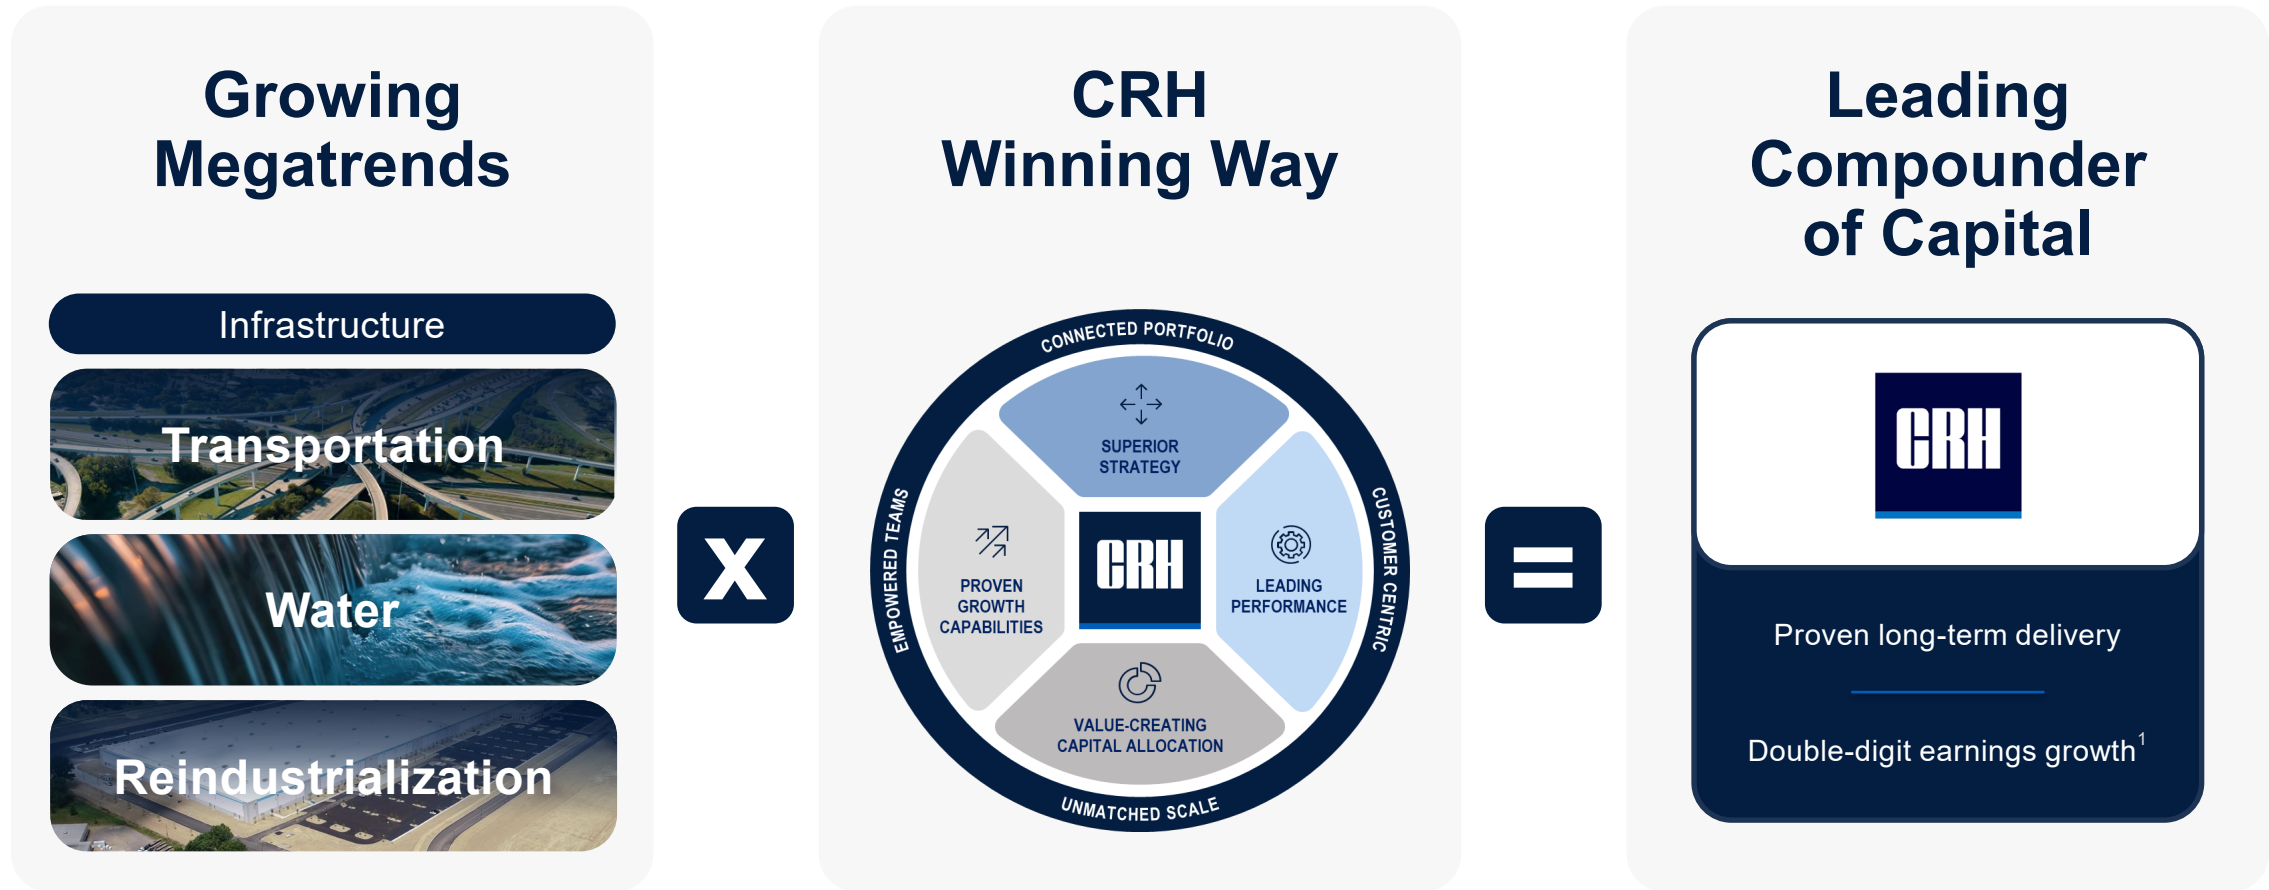 Growing
Megatrends
Infrastructure
Transportation
Water
Reindustrialization
x
CRH
Winning Way
CONNECTED PORTFOLIO
SUPERIOR
STRATEGY
EMPOWERED TEAMS
PROVEN
GROWTH
CAPABILITIES
CRH
LEADING
PERFORMANCE
CUSTOMER CENTRIC
VALUE-CREATING
CAPITAL ALLOCATION
UNMATCHED SCALE
=
Leading
Compounder
of Capital
CRH
Proven long-term delivery
Double-digit earnings growth¹